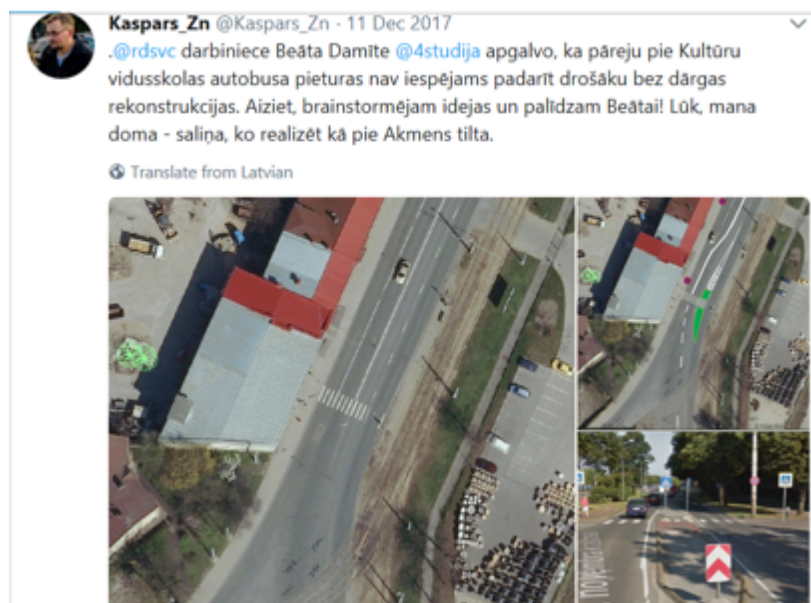 Kaspars_Zn @Kaspars_Zn · 11 Dec 2017
.@rdsvc darbiniece Beāta Damīte @4studija apgalvo, ka pāreju pie Kultūru
vidusskolas autobusa pieturas nav iespējams padarīt drošāku bez dārgas
rekonstrukcijas. Aiziet, brainstormējam idejas un palīdzam Beātai! Lūk, mana
doma - saliņa, ko realizēt kā pie Akmens tilta.
Translate from Latvian